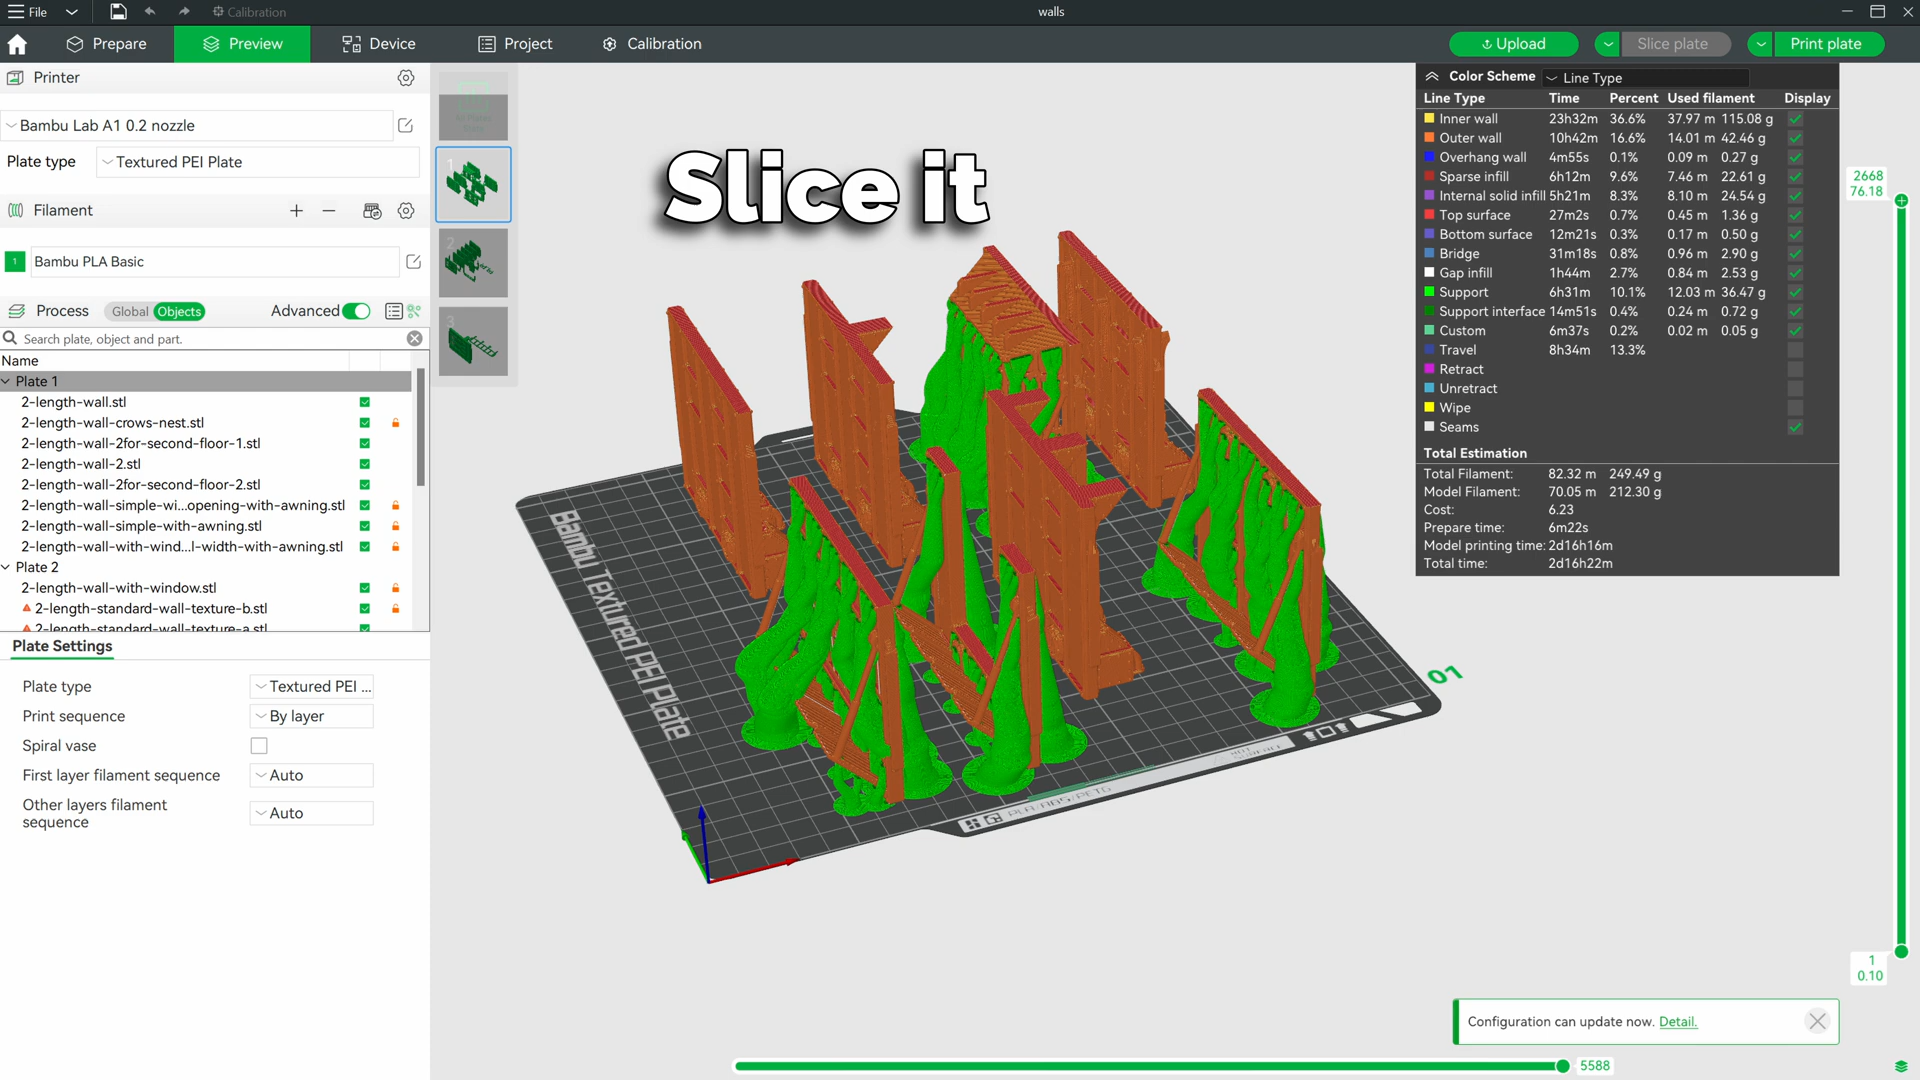 File
Calibration
walls
Prepare
Preview
Device
Project
Calibration
Upload
Slice plate
Print plate
Printer
Bambu Lab A1 0.2 nozzle
Plate type
Textured PEI Plate
Filament
1
Bambu PLA Basic
Process
Global
Objects
Advanced
Search plate, object and part.
Name
Plate 1
2-length-wall.stl
2-length-wall-crows-nest.stl
2-length-wall-2for-second-floor-1.stl
2-length-wall-2.stl
2-length-wall-2for-second-floor-2.stl
2-length-wall-simple-wi...opening-with-awning.stl
2-length-wall-simple-with-awning.stl
2-length-wall-with-wind...l-width-with-awning.stl
Plate 2
2-length-wall-with-window.stl
2-length-standard-wall-texture-b.stl
2-length-standard-wall-texture-a.stl
Plate Settings
Plate type
Textured PEI ...
Print sequence
By layer
Spiral vase
First layer filament sequence
Auto
Other layers filament
sequence
Auto
1
2
3
Slice it
Bambu Textured PEI Plate
01
Color Scheme
Line Type
Line Type Time Percent Used filament Display
Inner wall 23h32m 36.6% 37.97 m 115.08 g
Outer wall 10h42m 16.6% 14.01 m 42.46 g
Overhang wall 4m55s 0.1% 0.09 m 0.27 g
Sparse infill 6h12m 9.6% 7.46 m 22.61 g
Internal solid infill 5h21m 8.3% 8.10 m 24.54 g
Top surface 27m2s 0.7% 0.45 m 1.36 g
Bottom surface 12m21s 0.3% 0.17 m 0.50 g
Bridge 31m18s 0.8% 0.96 m 2.90 g
Gap infill 1h44m 2.7% 0.84 m 2.53 g
Support 6h31m 10.1% 12.03 m 36.47 g
Support interface 14m51s 0.4% 0.24 m 0.72 g
Custom 6m37s 0.2% 0.02 m 0.05 g
Travel 8h34m 13.3%
Retract
Unretract
Wipe
Seams
Total Estimation
Total Filament: 82.32 m 249.49 g
Model Filament: 70.05 m 212.30 g
Cost: 6.23
Prepare time: 6m22s
Model printing time: 2d16h16m
Total time: 2d16h22m
2668
76.18
1
0.10
Configuration can update now. Detail.
5588